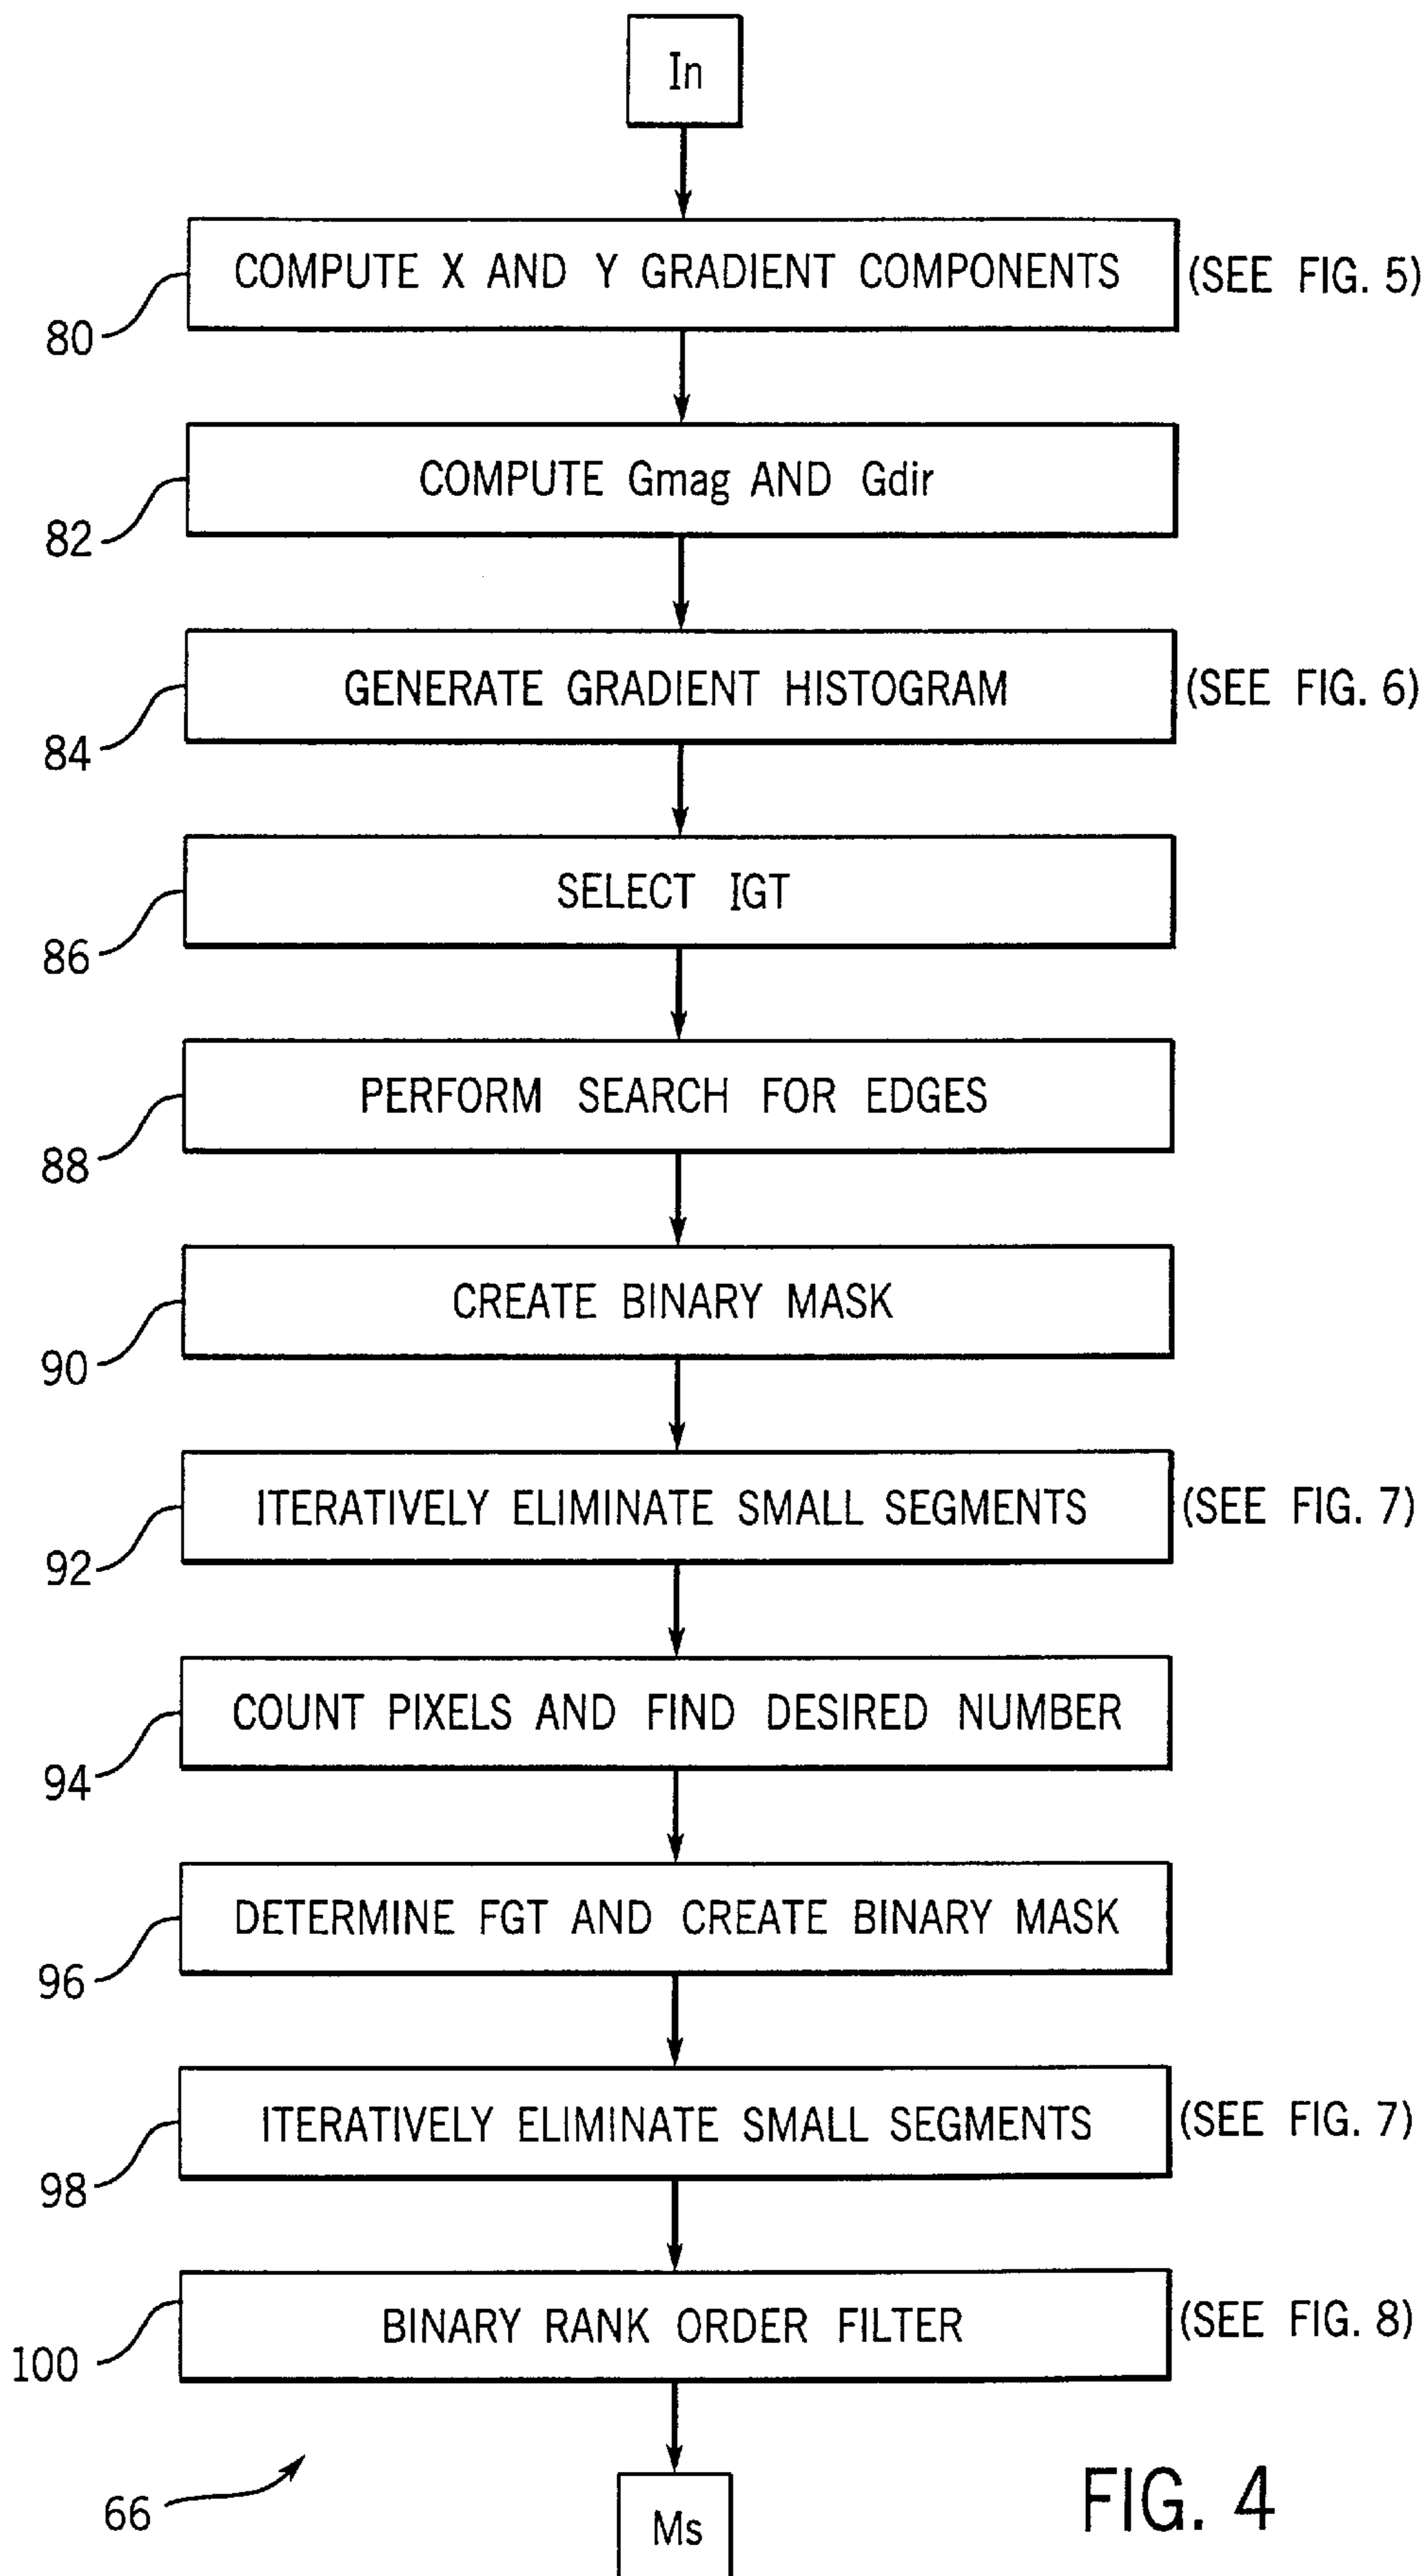 In
COMPUTE X AND Y GRADIENT COMPONENTS (SEE FIG. 5)
80
COMPUTE Gmag AND Gdir
82
GENERATE GRADIENT HISTOGRAM (SEE FIG. 6)
84
SELECT IGT
86
PERFORM SEARCH FOR EDGES
88
CREATE BINARY MASK
90
ITERATIVELY ELIMINATE SMALL SEGMENTS (SEE FIG. 7)
92
COUNT PIXELS AND FIND DESIRED NUMBER
94
DETERMINE FGT AND CREATE BINARY MASK
96
ITERATIVELY ELIMINATE SMALL SEGMENTS (SEE FIG. 7)
98
BINARY RANK ORDER FILTER (SEE FIG. 8)
100
66
Ms
FIG. 4